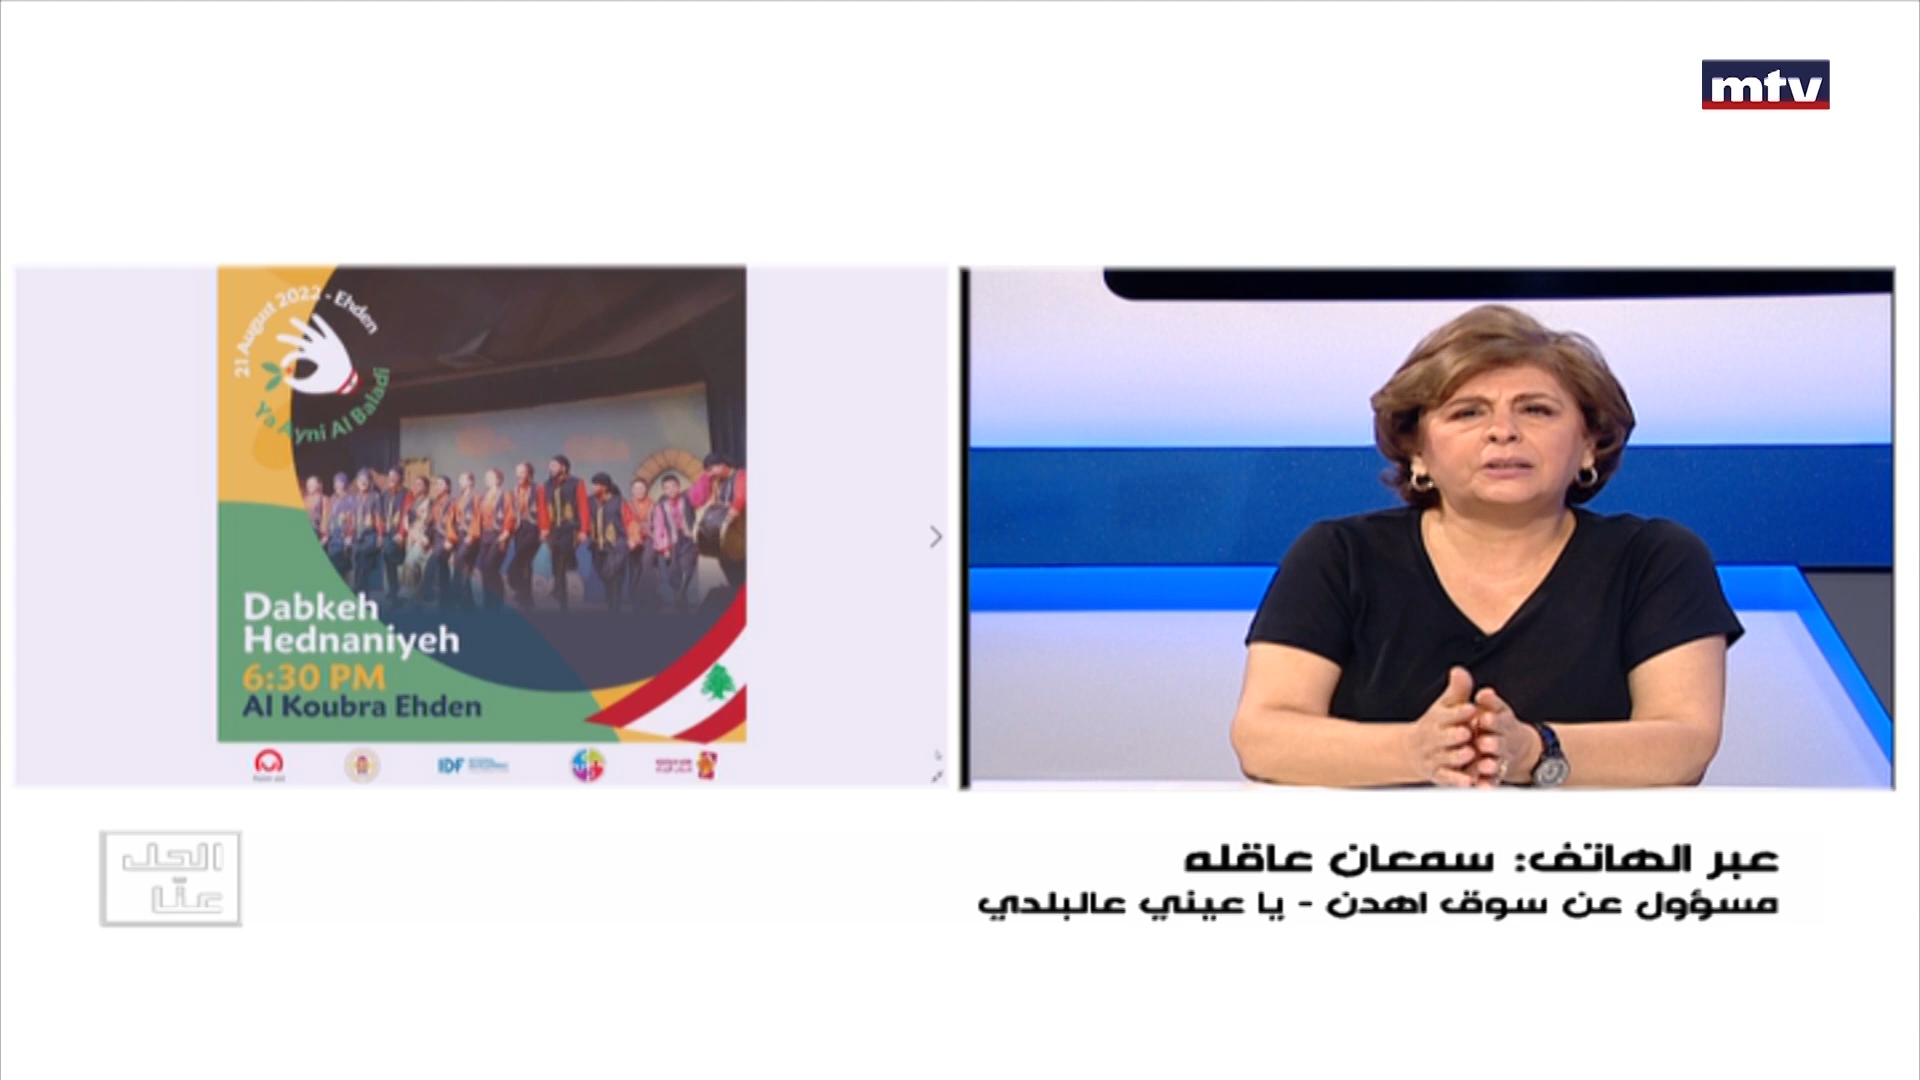 mtv
21 August 2022 - Ehden
Ya Ayni Al Baladi
Dabkeh
Hednaniyeh
6:30 PM
Al Koubra Ehden
IDF
عبر الهاتف: سمعان عاقله
مسؤول عن سوق اهدن - يا عيني عالبلدي
الحل
عنّا